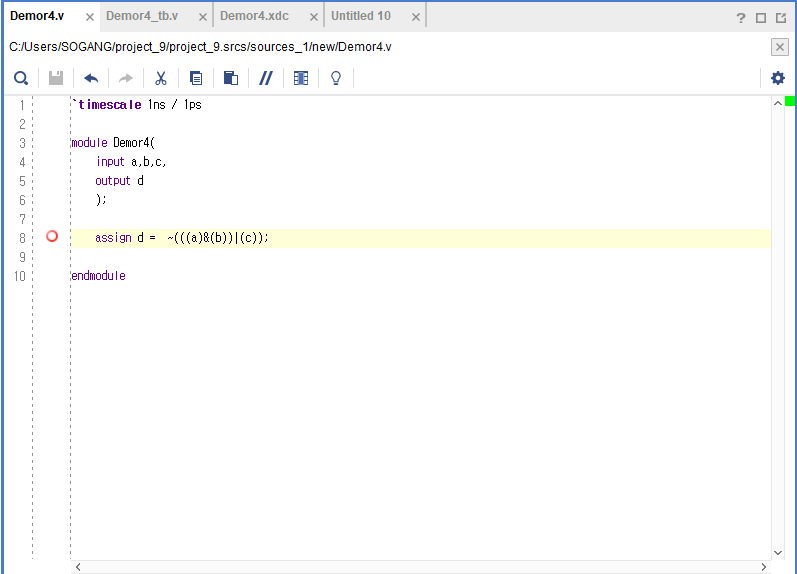 Demor4.v Demor4_tb.v Demor4.xdc Untitled 10
C:/Users/SOGANG/project_9/project_9.srcs/sources_1/new/Demor4.v
1 `timescale 1ns / 1ps
2
3 module Demor4(
4 input a,b,c,
5 output d
6 );
7
8 assign d = ~(((a)&(b))|(c));
9
10 endmodule